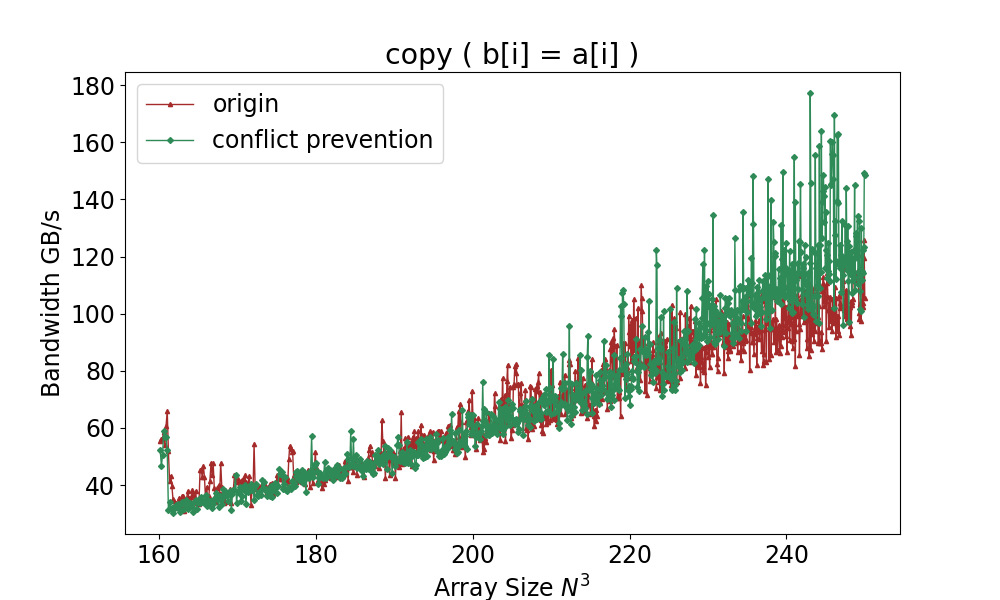 copy ( b[i] = a[i] )
origin
conflict prevention
Bandwidth GB/s
180
160
140
120
100
80
60
40
160 180 200 220 240
Array Size N³